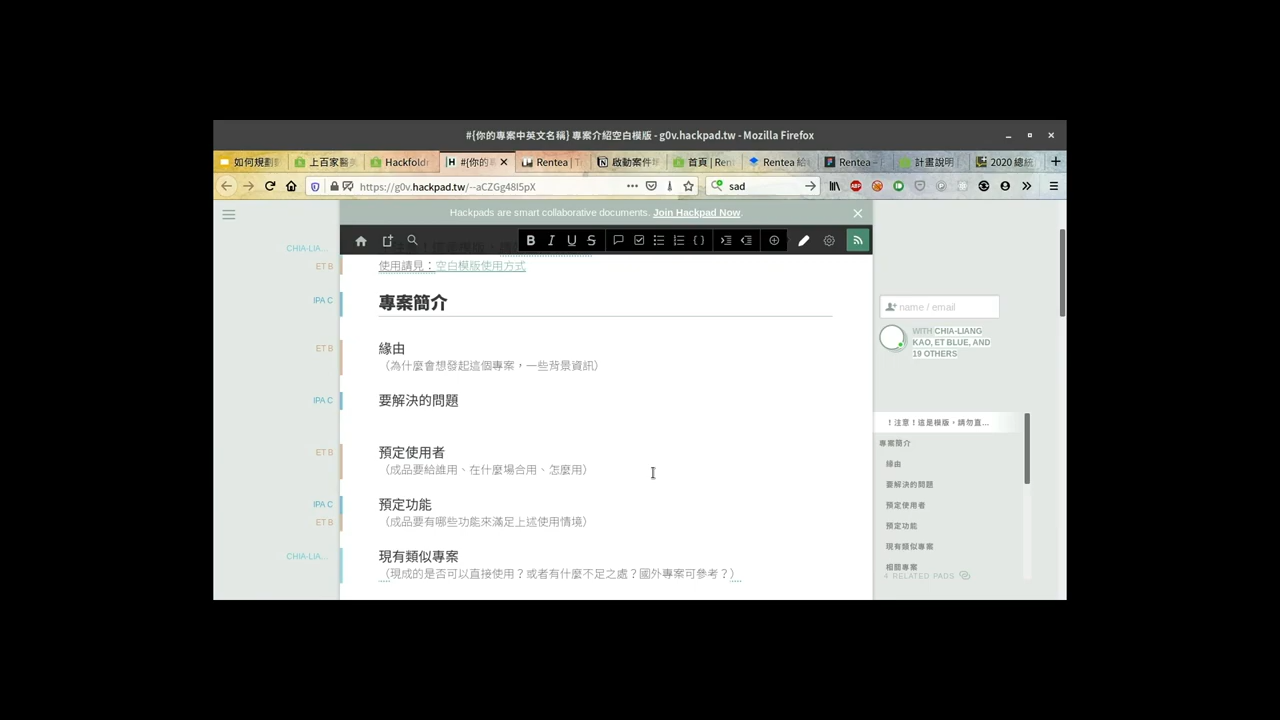 #{你的專案中英文名稱} 專案介紹空白模版 - g0v.hackpad.tw - Mozilla Firefox
如何規劃
上百家醫
Hackfold
#{你的
Rentea | T
啟動案件
首頁 | Ren
Rentea 給
Rentea –
計畫說明
2020 總統
https://g0v.hackpad.tw/--aCZGg48I5pX
sad
Hackpads are smart collaborative documents. Join Hackpad Now.
CHIA-LIA...
ET B
使用請見：空白模版使用方式
IPA C
專案簡介
name / email
WITH CHIA-LIANG KAO, ET BLUE, AND 19 OTHERS
ET B
緣由
（為什麼會想發起這個專案，一些背景資訊）
IPA C
要解決的問題
ET B
預定使用者
（成品要給誰用、在什麼場合用、怎麼用）
IPA C
預定功能
ET B
（成品要有哪些功能來滿足上述使用情境）
CHIA-LIA...
現有類似專案
（現成的是否可以直接使用？或者有什麼不足之處？國外專案可參考？）
！注意！這是模版，請勿直...
專案簡介
緣由
要解決的問題
預定使用者
預定功能
現有類似專案
相關專案
4 RELATED PADS